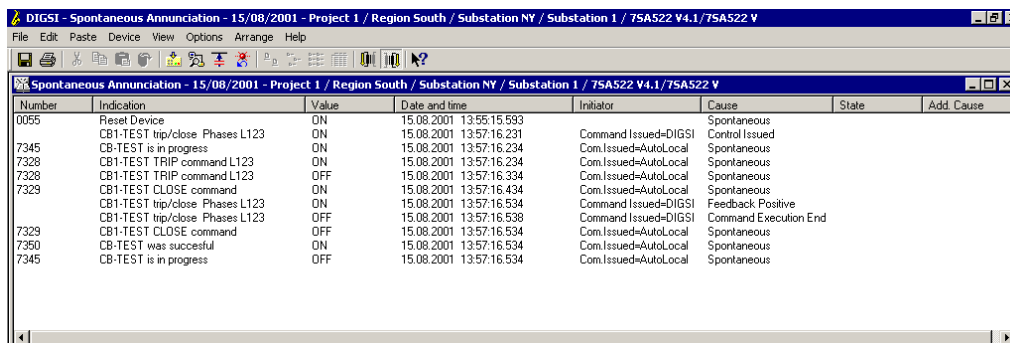 DIGSI - Spontaneous Annunciation - 15/08/2001 - Project 1 / Region South / Substation NY / Substation 1 / 7SA522 V4.1/7SA522 V
File Edit Paste Device View Options Arrange Help
Spontaneous Annunciation - 15/08/2001 - Project 1 / Region South / Substation NY / Substation 1 / 7SA522 V4.1/7SA522 V
Number Indication Value Date and time Initiator Cause State Add. Cause
0055 Reset Device ON 15.08.2001 13:55:15.593 Spontaneous
CB1-TEST trip/close Phases L123 ON 15.08.2001 13:57:16.231 Command Issued=DIGSI Control Issued
7345 CB-TEST is in progress ON 15.08.2001 13:57:16.234 Com.Issued=AutoLocal Spontaneous
7328 CB1-TEST TRIP command L123 ON 15.08.2001 13:57:16.234 Com.Issued=AutoLocal Spontaneous
7328 CB1-TEST TRIP command L123 OFF 15.08.2001 13:57:16.334 Com.Issued=AutoLocal Spontaneous
7329 CB1-TEST CLOSE command ON 15.08.2001 13:57:16.434 Com.Issued=AutoLocal Spontaneous
CB1-TEST trip/close Phases L123 ON 15.08.2001 13:57:16.534 Command Issued=DIGSI Feedback Positive
CB1-TEST trip/close Phases L123 OFF 15.08.2001 13:57:16.538 Command Issued=DIGSI Command Execution End
7329 CB1-TEST CLOSE command OFF 15.08.2001 13:57:16.534 Com.Issued=AutoLocal Spontaneous
7350 CB-TEST was succesful ON 15.08.2001 13:57:16.534 Com.Issued=AutoLocal Spontaneous
7345 CB-TEST is in progress OFF 15.08.2001 13:57:16.534 Com.Issued=AutoLocal Spontaneous